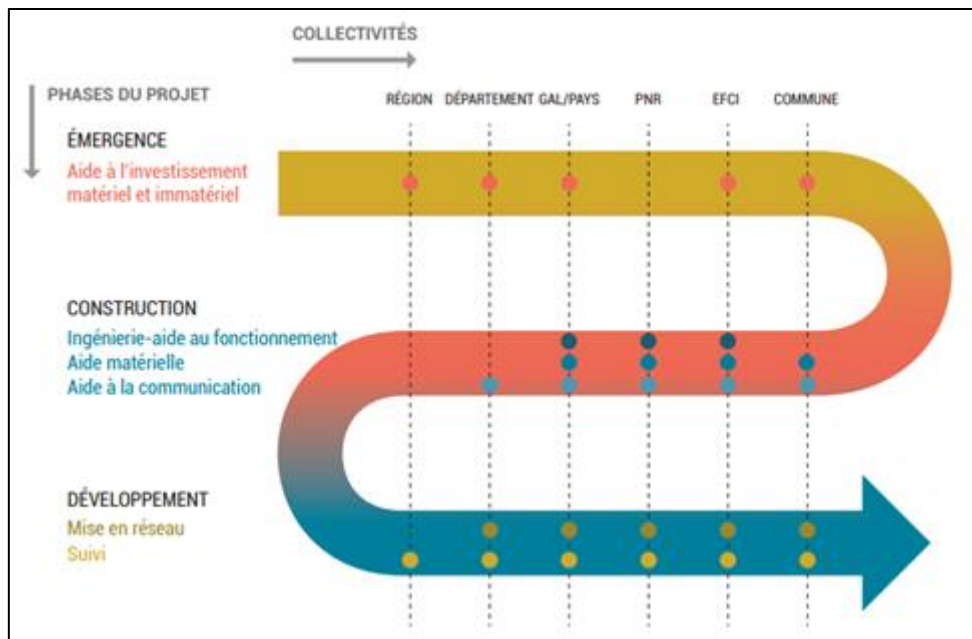 COLLECTIVITÉS
PHASES DU PROJET
RÉGION DÉPARTEMENT GAL/PAYS PNR EFCI COMMUNE
ÉMERGENCE
Aide à l'investissement
matériel et immatériel
CONSTRUCTION
Ingénierie-aide au fonctionnement
Aide matérielle
Aide à la communication
DÉVELOPPEMENT
Mise en réseau
Suivi